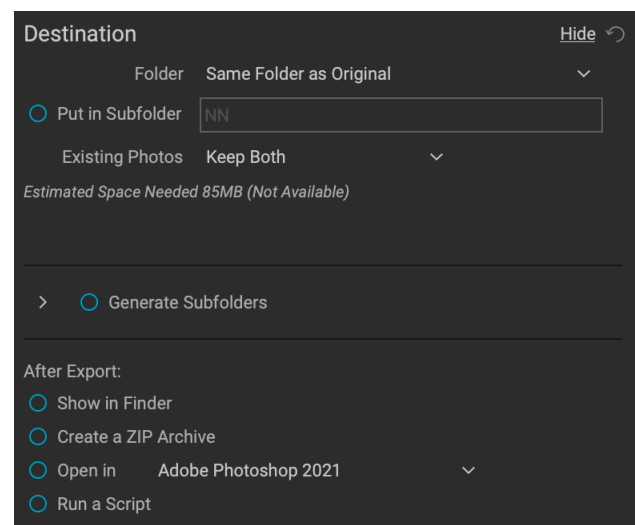 Destination Hide
Folder Same Folder as Original
Put in Subfolder NN
Existing Photos Keep Both
Estimated Space Needed 85MB (Not Available)
Generate Subfolders
After Export:
Show in Finder
Create a ZIP Archive
Open in Adobe Photoshop 2021
Run a Script